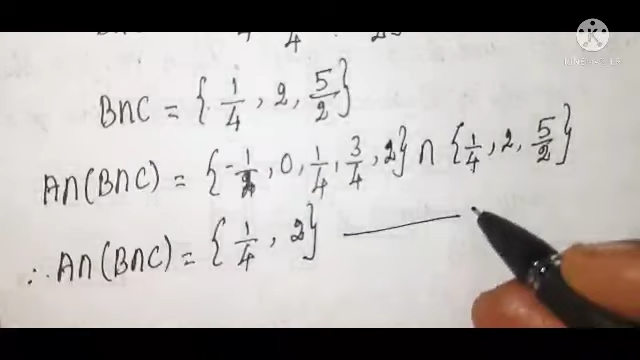 B∩C = {1/4, 2, 5/2}
A∩(B∩C) = {-1/2, 0, 1/4, 3/4, 2} ∩ {1/4, 2, 5/2}
∴ A∩(B∩C) = {1/4, 2}
K
KINEMASTER